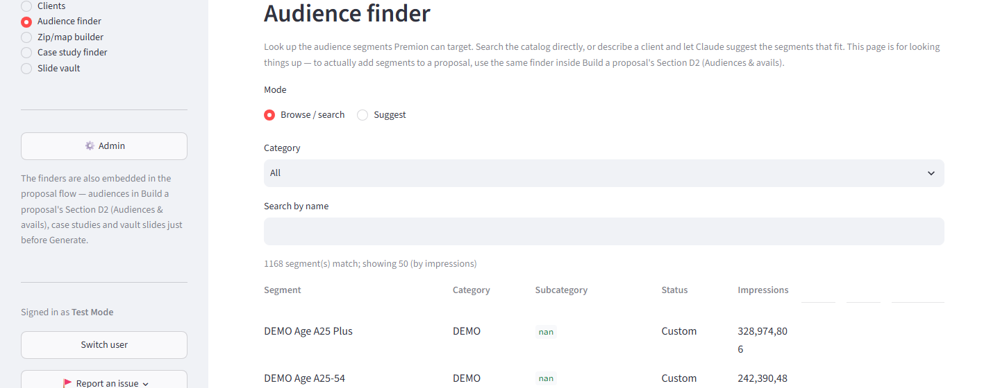 Clients
Audience finder
Zip/map builder
Case study finder
Slide vault
Admin
The finders are also embedded in the
proposal flow — audiences in Build a
proposal's Section D2 (Audiences &
avails), case studies and vault slides just
before Generate.
Signed in as Test Mode
Switch user
Report an issue
Audience finder
Look up the audience segments Premion can target. Search the catalog directly, or describe a client and let Claude suggest the segments that fit. This page is for looking
things up — to actually add segments to a proposal, use the same finder inside Build a proposal's Section D2 (Audiences & avails).
Mode
Browse / search Suggest
Category
All
Search by name
1168 segment(s) match; showing 50 (by impressions)
Segment Category Subcategory Status Impressions
DEMO Age A25 Plus DEMO nan Custom 328,974,80
6
DEMO Age A25-54 DEMO nan Custom 242,390,48